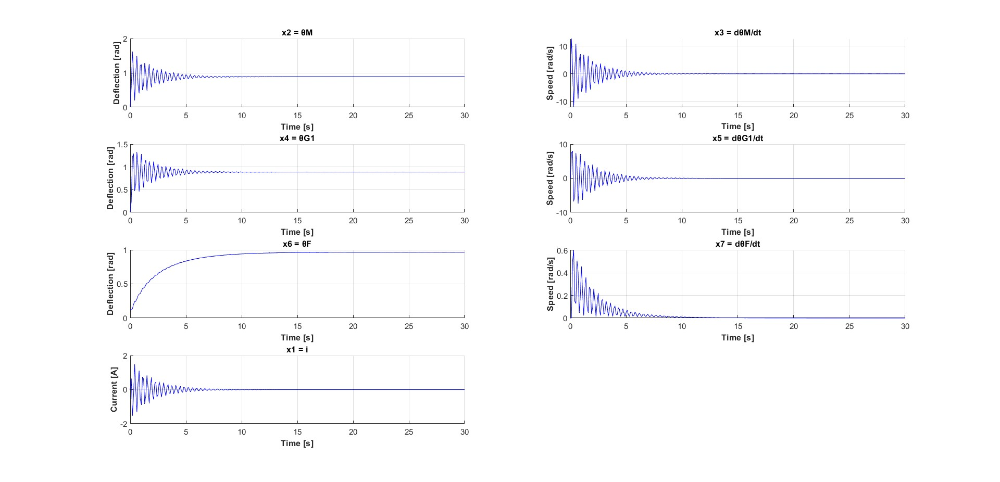 x2 = θM
Deflection [rad]
2
1
0
0 5 10 15 20 25 30
Time [s]
x3 = dθM/dt
Speed [rad/s]
10
0
-10
0 5 10 15 20 25 30
Time [s]
x4 = θG1
Deflection [rad]
1.5
1
0.5
0
0 5 10 15 20 25 30
Time [s]
x5 = dθG1/dt
Speed [rad/s]
10
0
-10
0 5 10 15 20 25 30
Time [s]
x6 = θF
Deflection [rad]
1
0.5
0
0 5 10 15 20 25 30
Time [s]
x7 = dθF/dt
Speed [rad/s]
0.6
0.4
0.2
0
0 5 10 15 20 25 30
Time [s]
x1 = i
Current [A]
2
0
-2
0 5 10 15 20 25 30
Time [s]